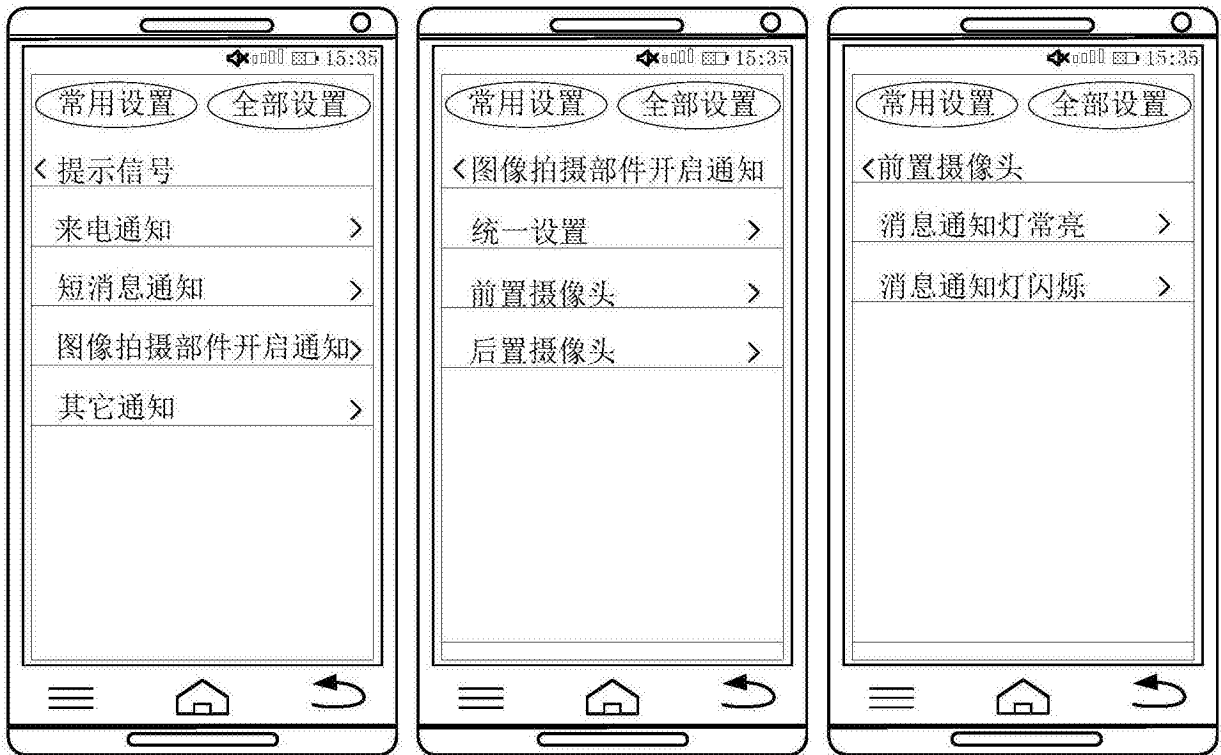 15:35
常用设置 全部设置
提示信号
来电通知
短消息通知
图像拍摄部件开启通知
其它通知
15:35
常用设置 全部设置
图像拍摄部件开启通知
统一设置
前置摄像头
后置摄像头
15:35
常用设置 全部设置
前置摄像头
消息通知灯常亮
消息通知灯闪烁